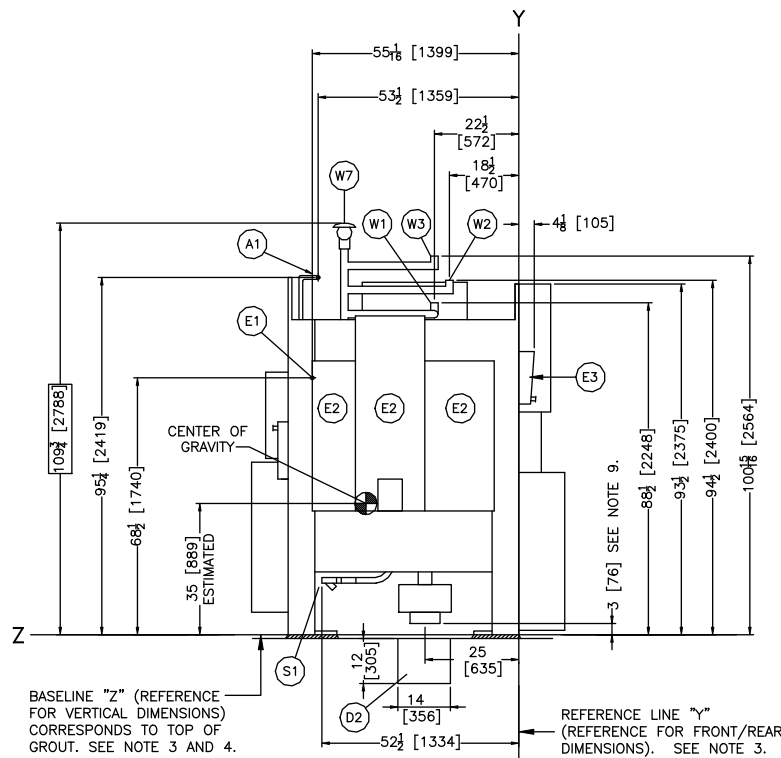 Y
55 1/16 [1399]
53 1/2 [1359]
22 1/2
[572]
18 1/2
[470]
4 1/8 [105]
W7
W1
W3
W2
A1
E1
E3
E2
E2
E2
CENTER OF
GRAVITY
109 3/4 [2788]
95 1/4 [2419]
68 1/2 [1740]
35 [889]
ESTIMATED
3 [76] SEE NOTE 9.
88 1/2 [2248]
93 1/2 [2375]
94 1/2 [2400]
100 15/16 [2564]
Z
S1
12
[305]
25
[635]
14
[356]
D2
52 1/2 [1334]
BASELINE "Z" (REFERENCE
FOR VERTICAL DIMENSIONS)
CORRESPONDS TO TOP OF
GROUT. SEE NOTE 3 AND 4.
REFERENCE LINE "Y"
(REFERENCE FOR FRONT/REAR
DIMENSIONS). SEE NOTE 3.